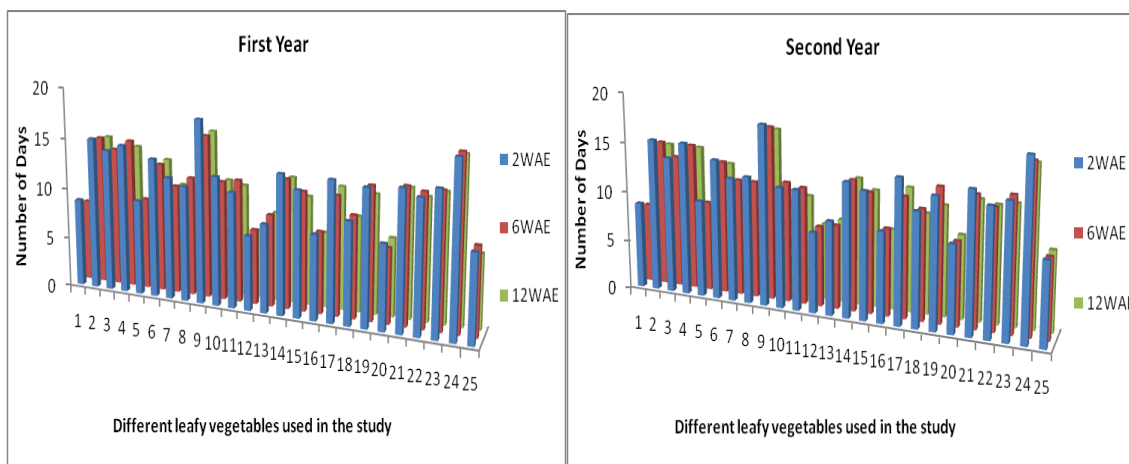 First Year
Number of Days
20
15
10
5
0
1 2 3 4 5 6 7 8 9 10 11 12 13 14 15 16 17 18 19 20 21 22 23 24 25
2WAE
6WAE
12WAE
Different leafy vegetables used in the study
Second Year
Number of Days
20
15
10
5
0
1 2 3 4 5 6 7 8 9 10 11 12 13 14 15 16 17 18 19 20 21 22 23 24 25
2WAE
6WAE
12WAE
Different leafy vegetables used in the study